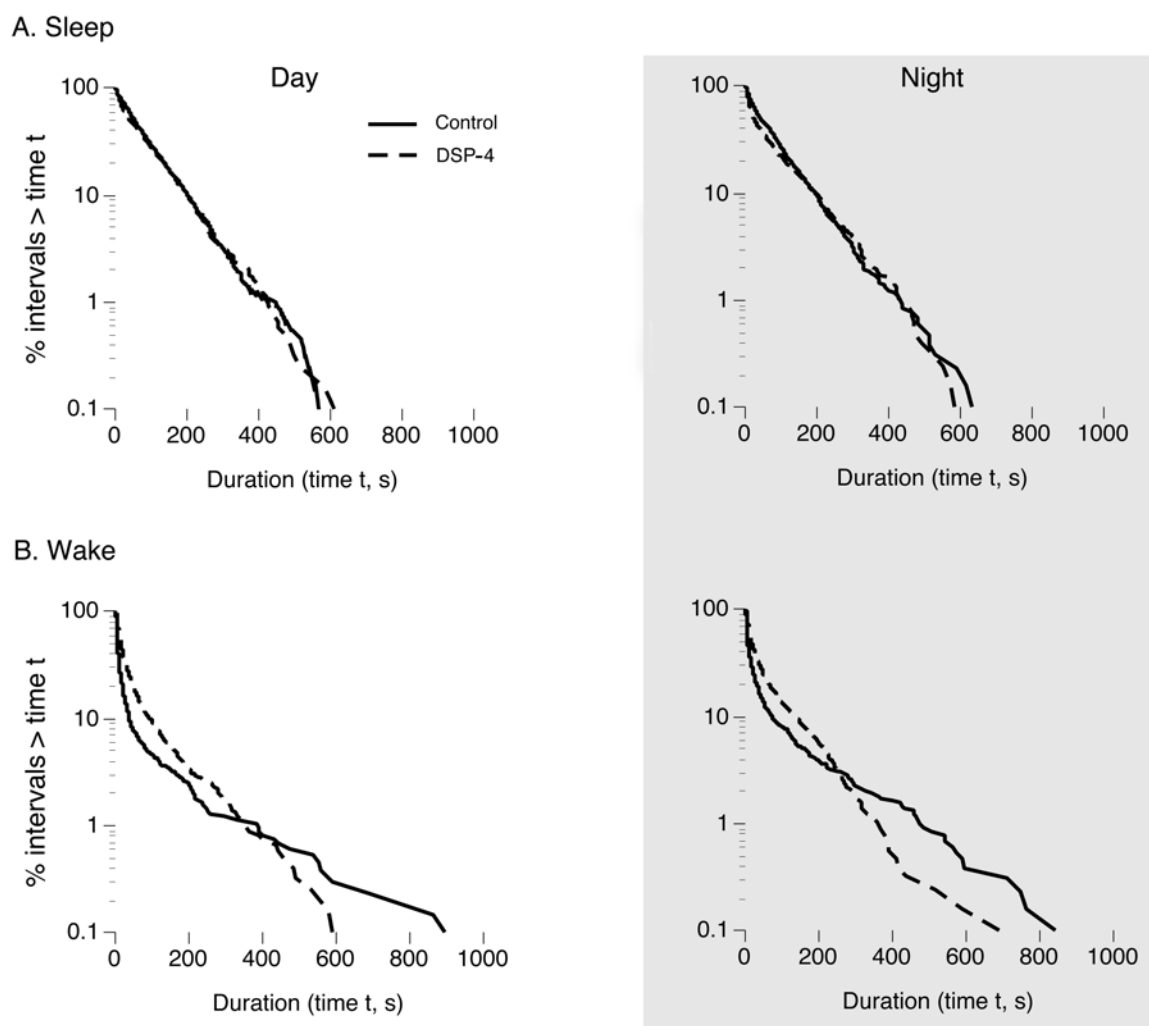 A. Sleep
Day
Night
Control
DSP-4
% intervals > time t
100
10
1
0.1
0 200 400 600 800 1000
Duration (time t, s)
100
10
1
0.1
0 200 400 600 800 1000
Duration (time t, s)
B. Wake
% intervals > time t
100
10
1
0.1
0 200 400 600 800 1000
Duration (time t, s)
100
10
1
0.1
0 200 400 600 800 1000
Duration (time t, s)